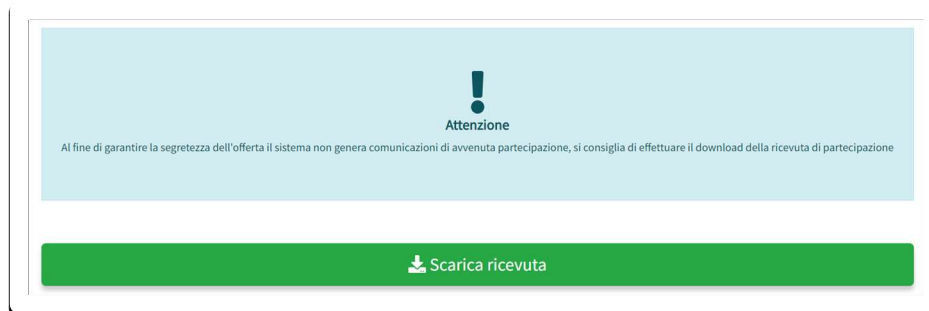 Attenzione
Al fine di garantire la segretezza dell'offerta il sistema non genera comunicazioni di avvenuta partecipazione, si consiglia di effettuare il download della ricevuta di partecipazione
Scarica ricevuta